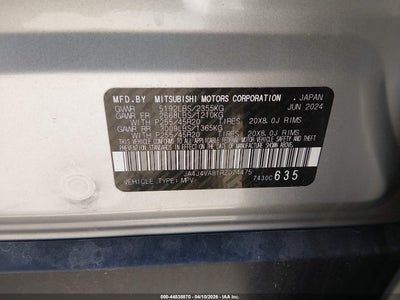 MFD.BY MITSUBISHI MOTORS CORPORATION , JAPAN
GVWR 5192LBS/2355KG JUN 2024
GAWR FR 2668LBS/1210KG
WITH P255/45R20 TIRES 20X8.0J RIMS
GAWR RR 3009LBS/1365KG
WITH P255/45R20 TIRES 20X8.0J RIMS
JA4J4VA8TRZ074475
VEHICLE TYPE:MPV 7430C 635
000-44838870 - 04/10/2026 -